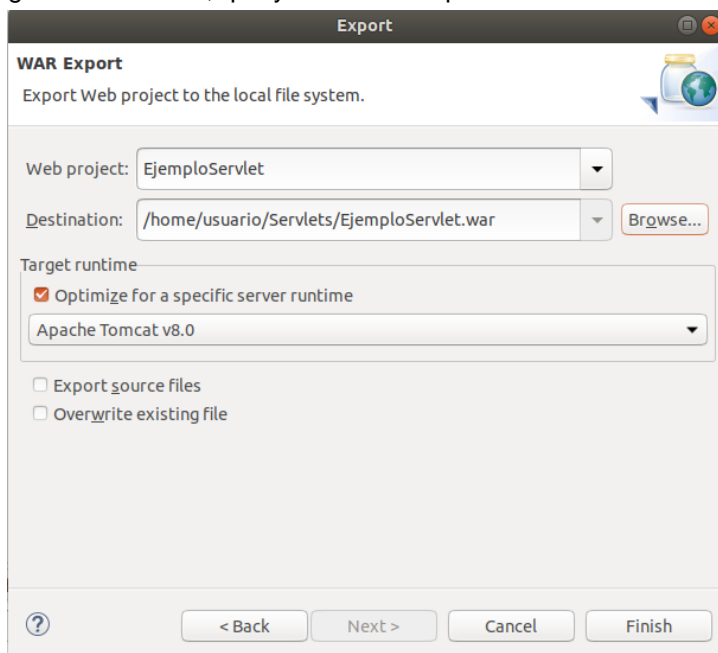 Export
WAR Export
Export Web project to the local file system.
Web project: EjemploServlet
Destination: /home/usuario/Servlets/EjemploServlet.war Browse...
Target runtime
Optimize for a specific server runtime
Apache Tomcat v8.0
Export source files
Overwrite existing file
? < Back Next > Cancel Finish